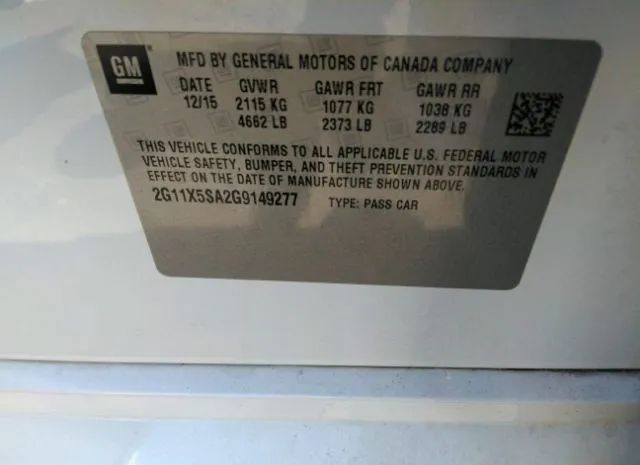 GM
MFD BY GENERAL MOTORS OF CANADA COMPANY
DATE GVWR GAWR FRT GAWR RR
12/15 2115 KG 1077 KG 1038 KG
4662 LB 2373 LB 2289 LB
THIS VEHICLE CONFORMS TO ALL APPLICABLE U.S. FEDERAL MOTOR
VEHICLE SAFETY, BUMPER, AND THEFT PREVENTION STANDARDS IN
EFFECT ON THE DATE OF MANUFACTURE SHOWN ABOVE.
2G11X5SA2G9149277 TYPE: PASS CAR